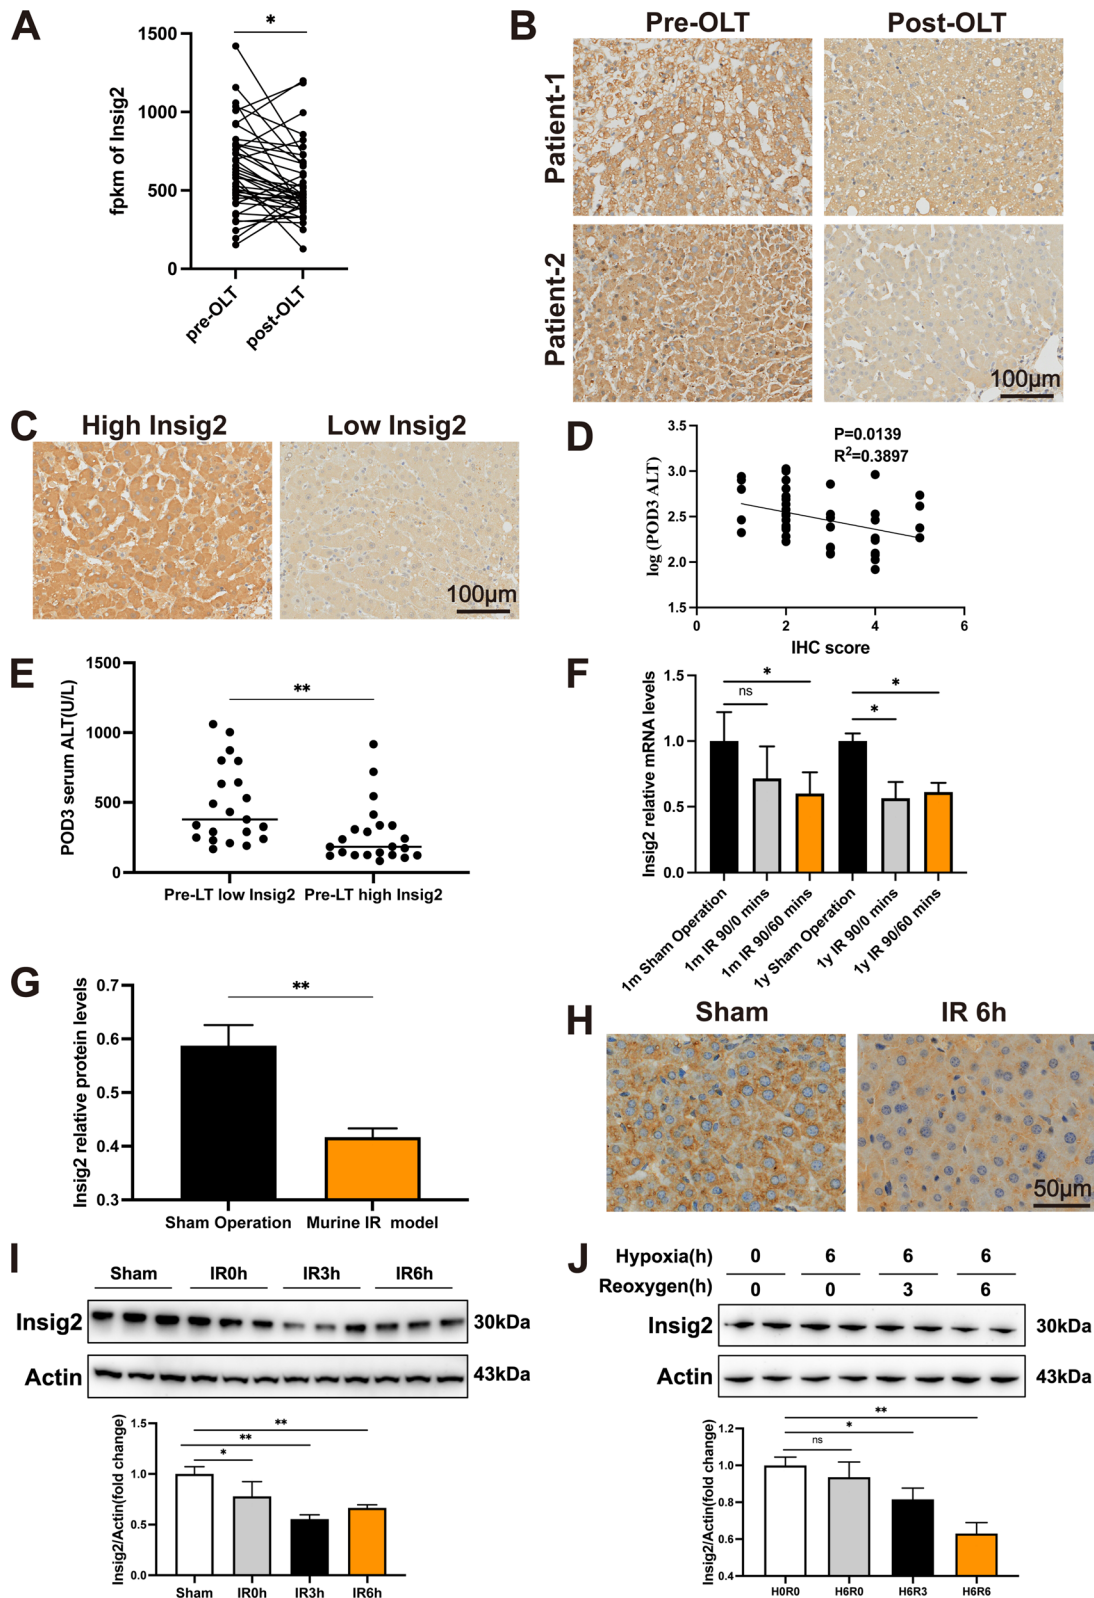 A
*
1500
1000
500
0
fpkm of Insig2
pre-OLT
post-OLT
B
Pre-OLT
Post-OLT
Patient-1
Patient-2
100μm
C
High Insig2
Low Insig2
100μm
D
P=0.0139
R²=0.3897
3.5
3.0
2.5
2.0
1.5
log (POD3 ALT)
0
2
4
6
IHC score
E
**
1500
1000
500
0
POD3 serum ALT(U/L)
Pre-LT low Insig2
Pre-LT high Insig2
F
*
ns
*
*
1.5
1.0
0.5
0.0
Insig2 relative mRNA levels
1m Sham Operation
1m IR 90/0 mins
1m IR 90/60 mins
1y Sham Operation
1y IR 90/0 mins
1y IR 90/60 mins
G
**
0.7
0.6
0.5
0.4
0.3
Insig2 relative protein levels
Sham Operation
Murine IR model
H
Sham
IR 6h
50μm
I
Sham
IR0h
IR3h
IR6h
Insig2
30kDa
Actin
43kDa
**
**
*
1.5
1.0
0.5
0.0
Insig2/Actin(fold change)
Sham
IR0h
IR3h
IR6h
J
Hypoxia(h) 0 6 6 6
Reoxygen(h) 0 0 3 6
Insig2
30kDa
Actin
43kDa
**
*
ns
1.2
1.0
0.8
0.6
0.4
Insig2/Actin(fold change)
H0R0
H6R0
H6R3
H6R6